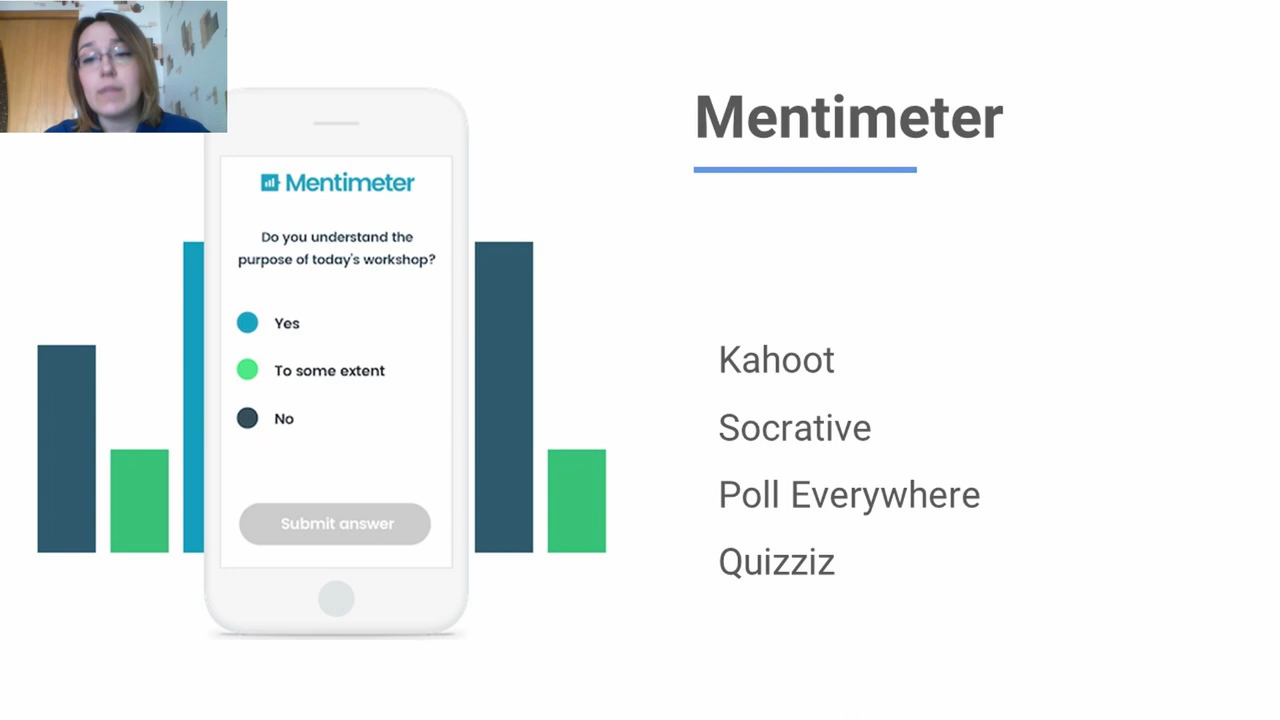 Mentimeter
Do you understand the
purpose of today's workshop?
Yes
To some extent
No
Submit answer
Mentimeter
Kahoot
Socrative
Poll Everywhere
Quizziz